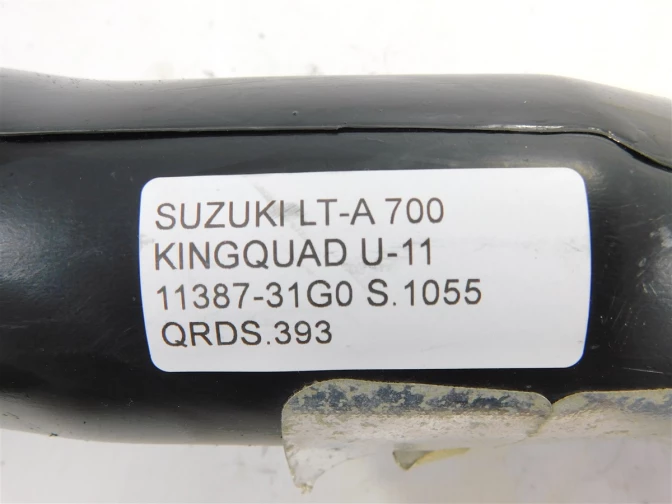 SUZUKI LT-A 700
KINGQUAD U-11
11387-31G0 S.1055
QRDS.393